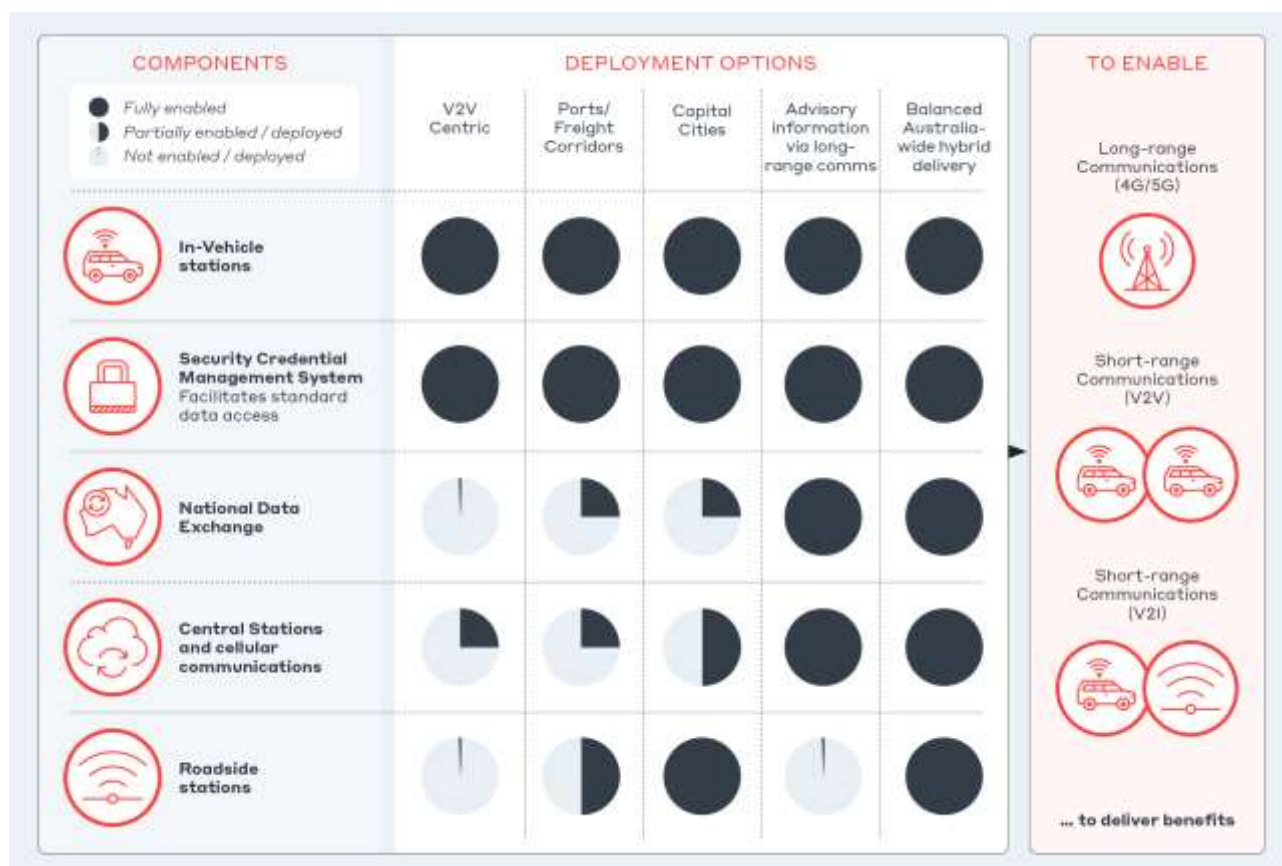 COMPONENTS
Fully enabled
Partially enabled / deployed
Not enabled / deployed
DEPLOYMENT OPTIONS
V2V
Centric
Ports/
Freight
Corridors
Capital
Cities
Advisory
information
via long-
range comms
Balanced
Australia-
wide hybrid
delivery
In-Vehicle
stations
Security Credential
Management System
Facilitates standard
data access
National Data
Exchange
Central Stations
and cellular
communications
Roadside
stations
TO ENABLE
Long-range
Communications
(4G/5G)
Short-range
Communications
(V2V)
Short-range
Communications
(V2I)
... to deliver benefits